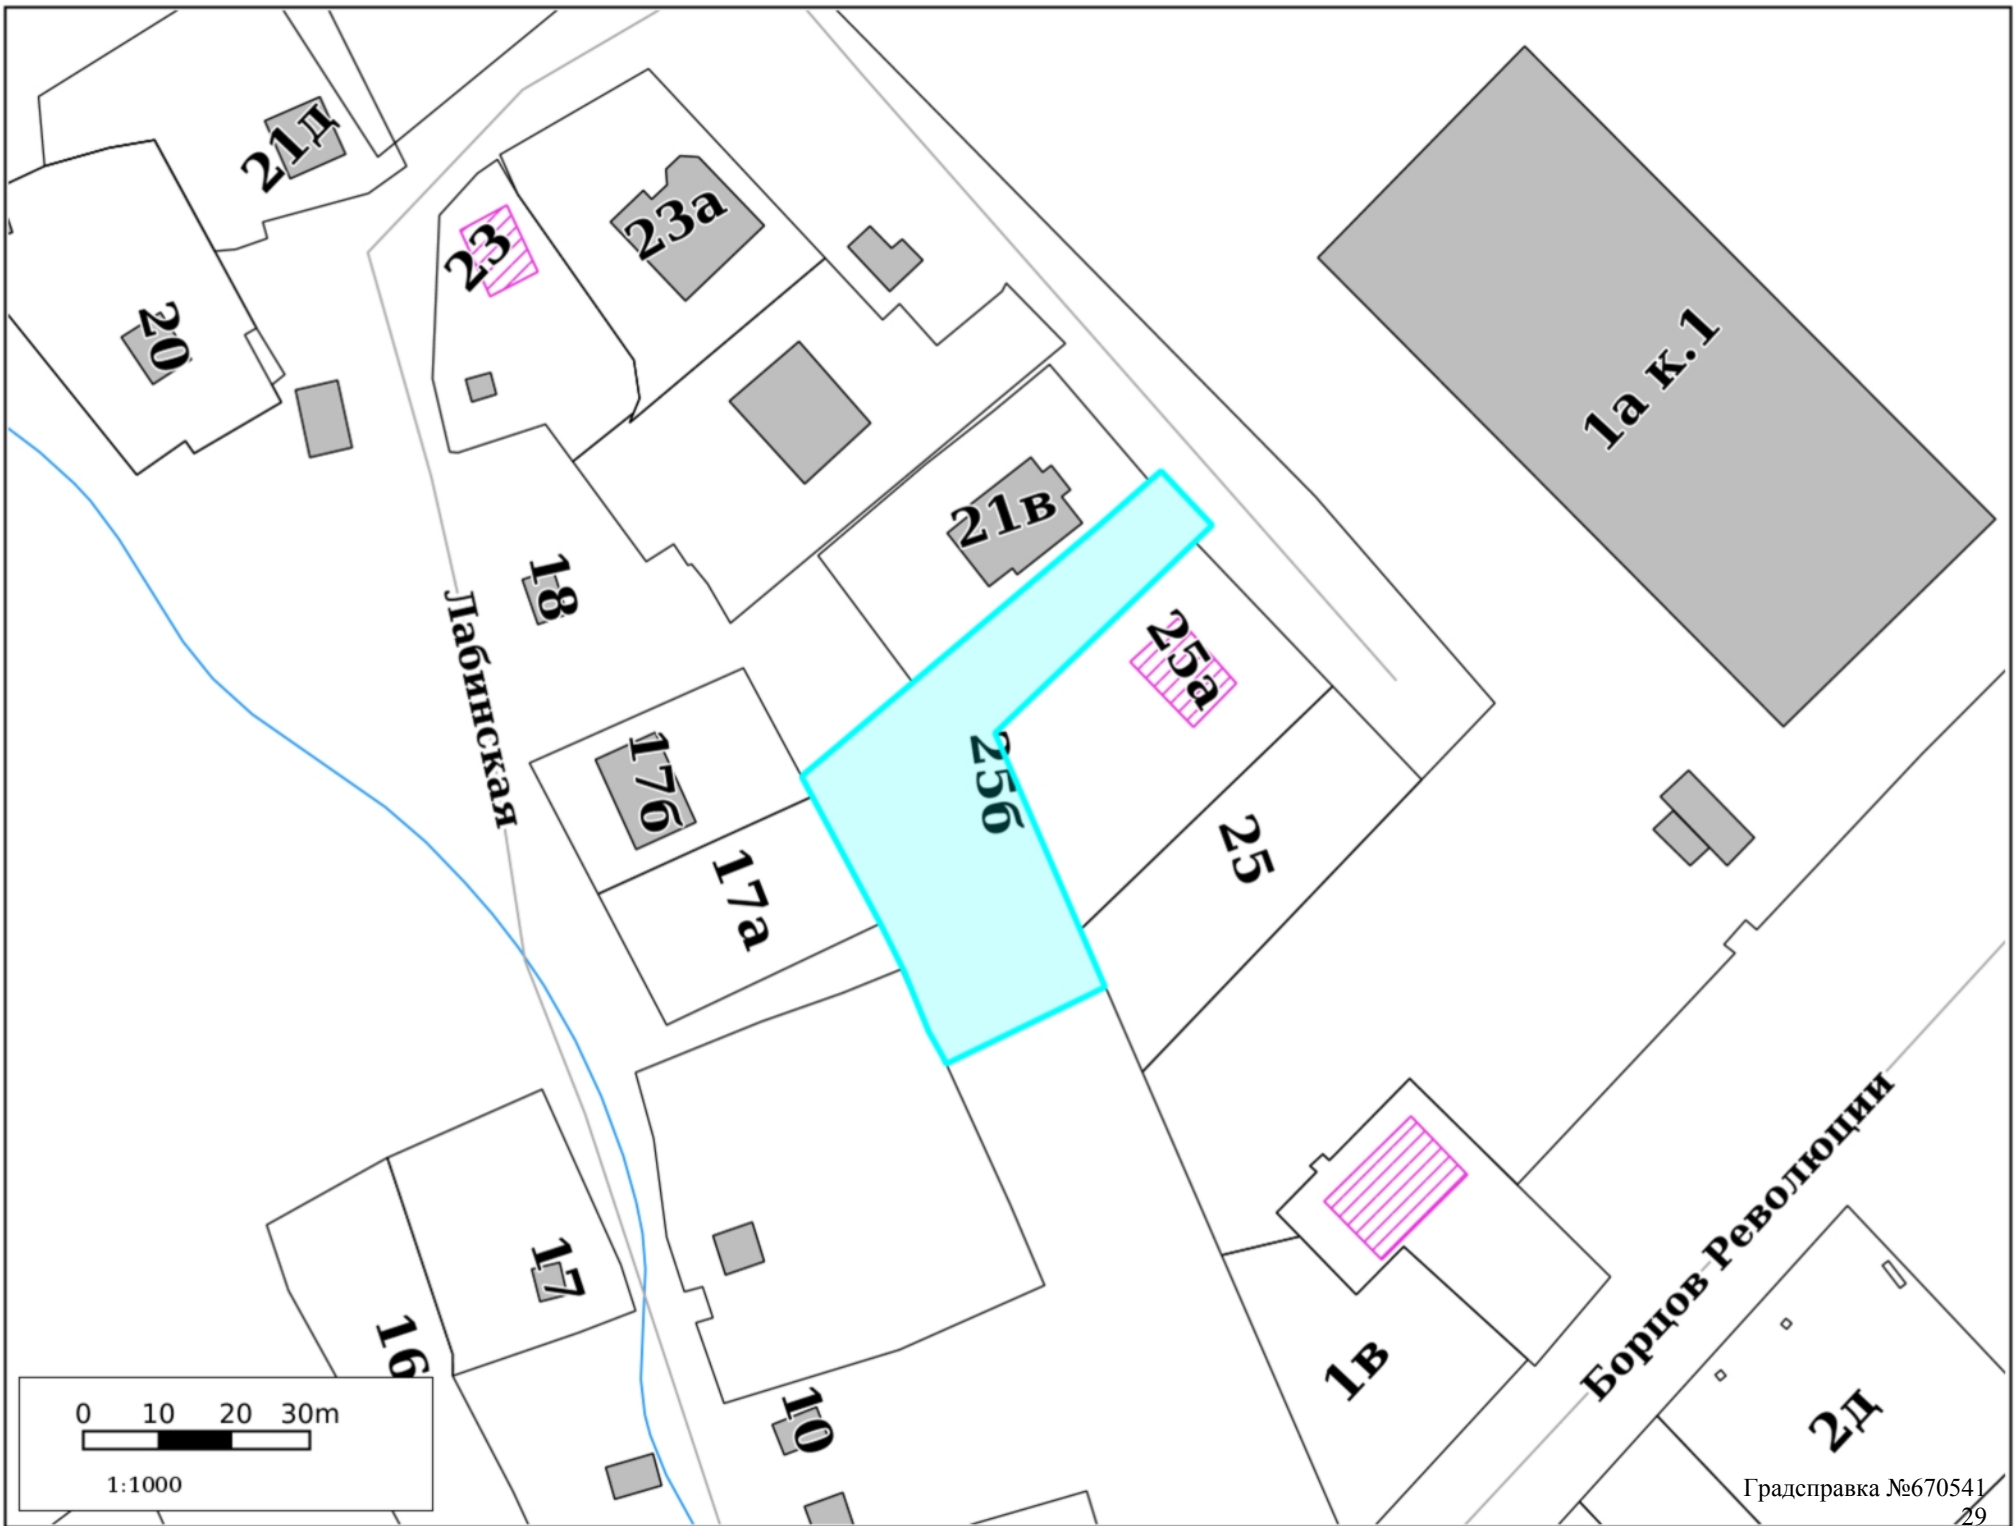 21д
23
23а
20
1а к.1
21в
18
Лабинская
25а
17б
25б
25
17а
17
16
10
1в
Борцов Революции
2д
0 10 20 30m
1:1000
Градсправка №670541
29